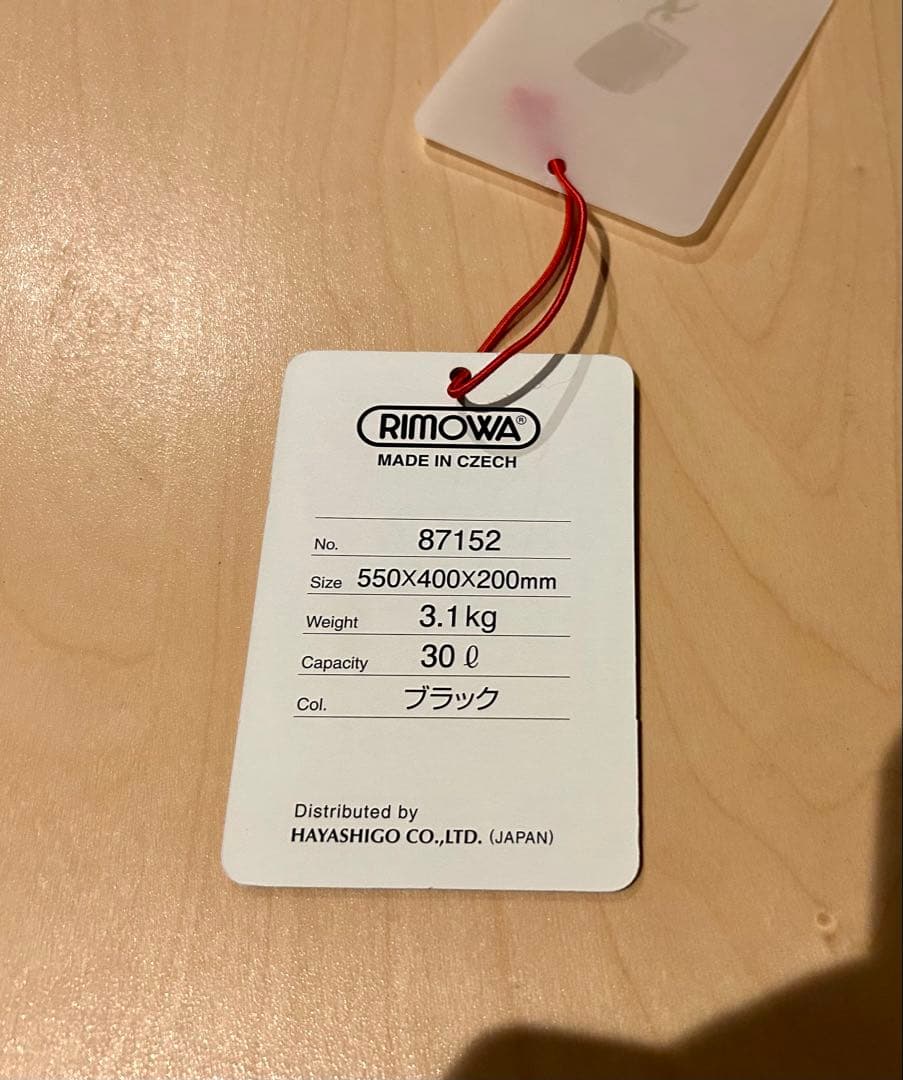 RIMOWA®
MADE IN CZECH
No. 87152
Size 550X400X200mm
Weight 3.1kg
Capacity 30 ℓ
Col. ブラック
Distributed by
HAYASHIGO CO.,LTD. (JAPAN)